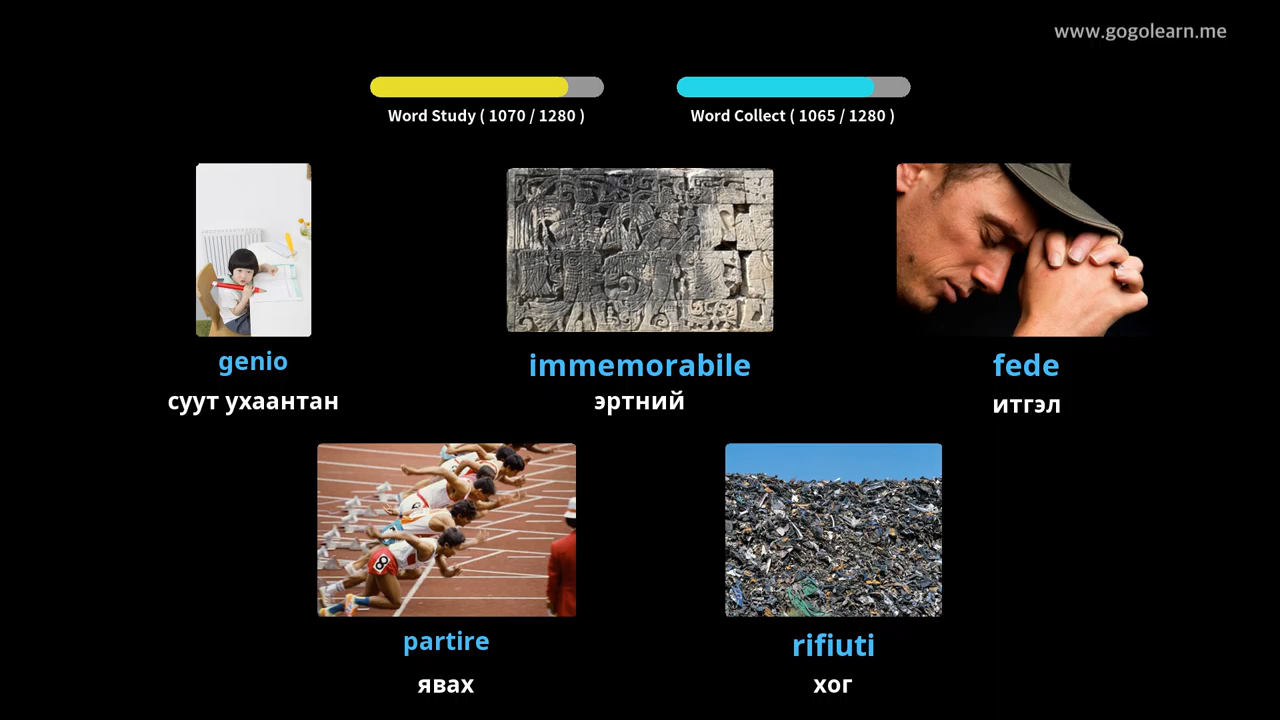 www.gogolearn.me
Word Study ( 1070 / 1280 )
Word Collect ( 1065 / 1280 )
genio
суут ухаантан
immemorabile
эртний
fede
итгэл
partire
явах
rifiuti
хог